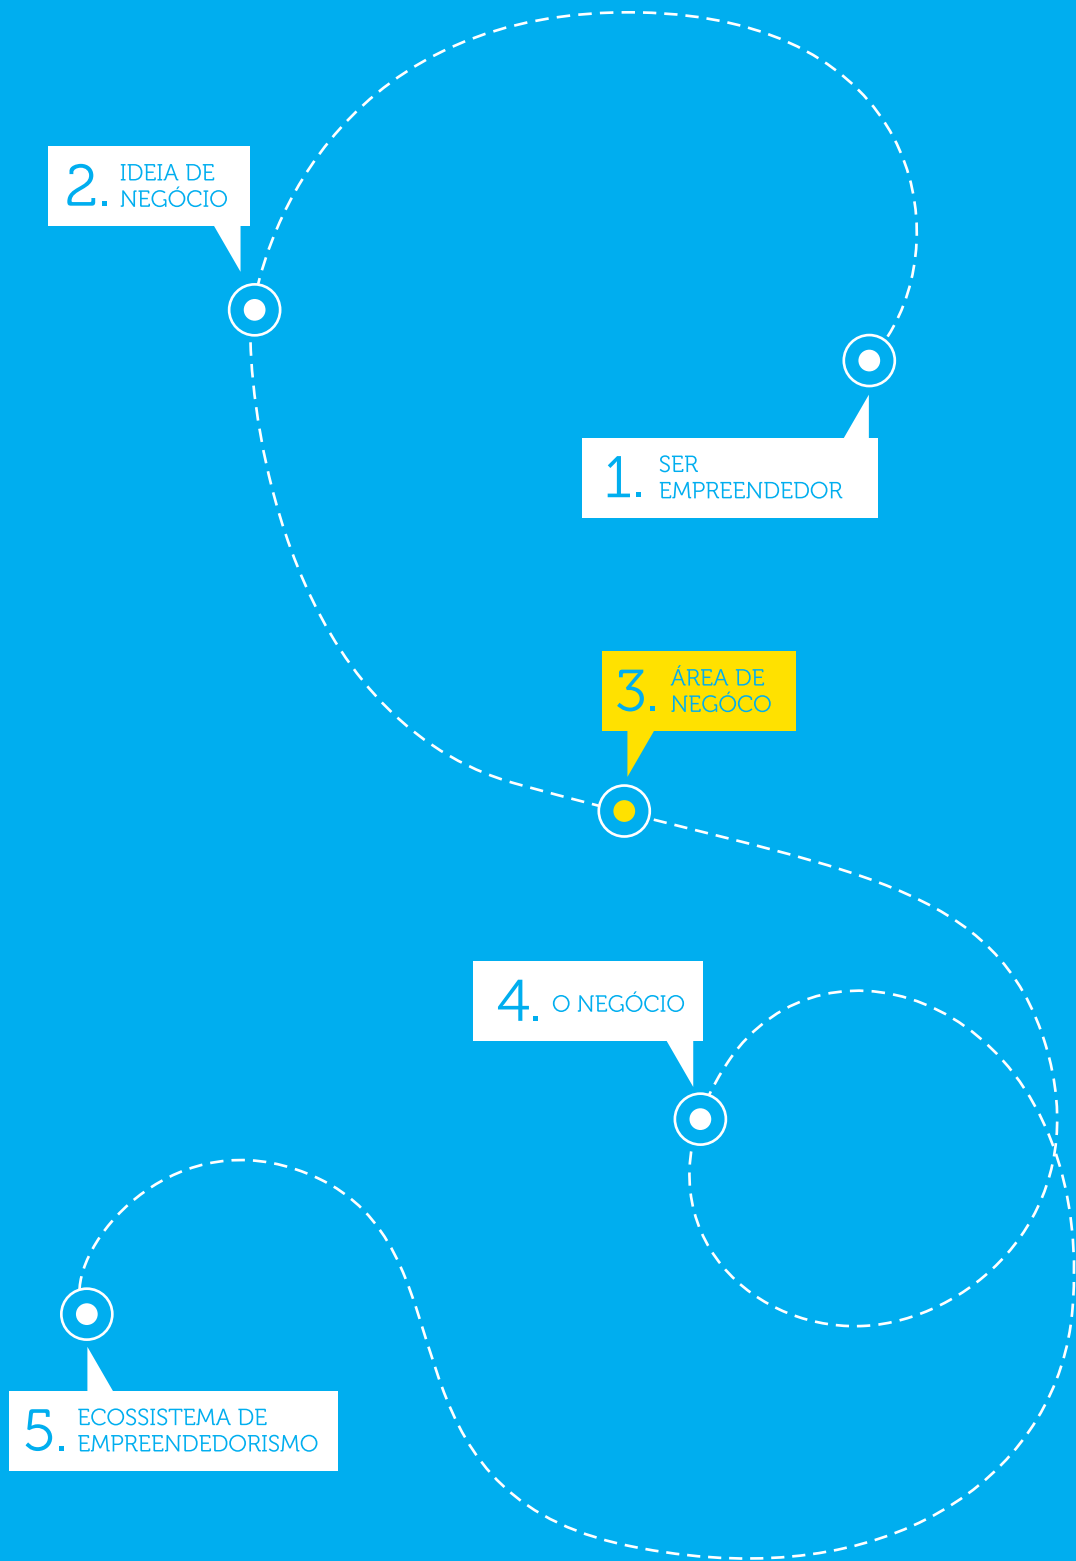 2. IDEIA DE
NEGÓCIO
1. SER
EMPREENDEDOR
3. ÁREA DE
NEGÓCO
4. O NEGÓCIO
5. ECOSSISTEMA DE
EMPREENDEDORISMO